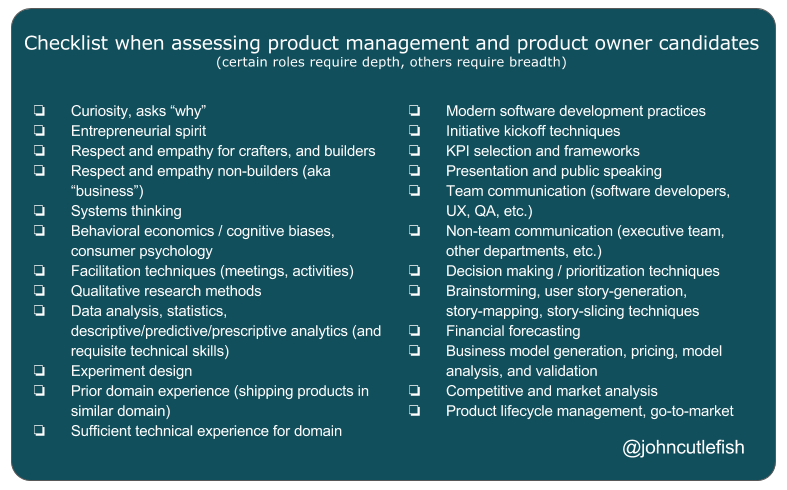 Checklist when assessing product management and product owner candidates
(certain roles require depth, others require breadth)
Curiosity, asks “why”
Entrepreneurial spirit
Respect and empathy for crafters, and builders
Respect and empathy non-builders (aka
“business”)
Systems thinking
Behavioral economics / cognitive biases,
consumer psychology
Facilitation techniques (meetings, activities)
Qualitative research methods
Data analysis, statistics,
descriptive/predictive/prescriptive analytics (and
requisite technical skills)
Experiment design
Prior domain experience (shipping products in
similar domain)
Sufficient technical experience for domain
Modern software development practices
Initiative kickoff techniques
KPI selection and frameworks
Presentation and public speaking
Team communication (software developers,
UX, QA, etc.)
Non-team communication (executive team,
other departments, etc.)
Decision making / prioritization techniques
Brainstorming, user story-generation,
story-mapping, story-slicing techniques
Financial forecasting
Business model generation, pricing, model
analysis, and validation
Competitive and market analysis
Product lifecycle management, go-to-market
@johncutlefish